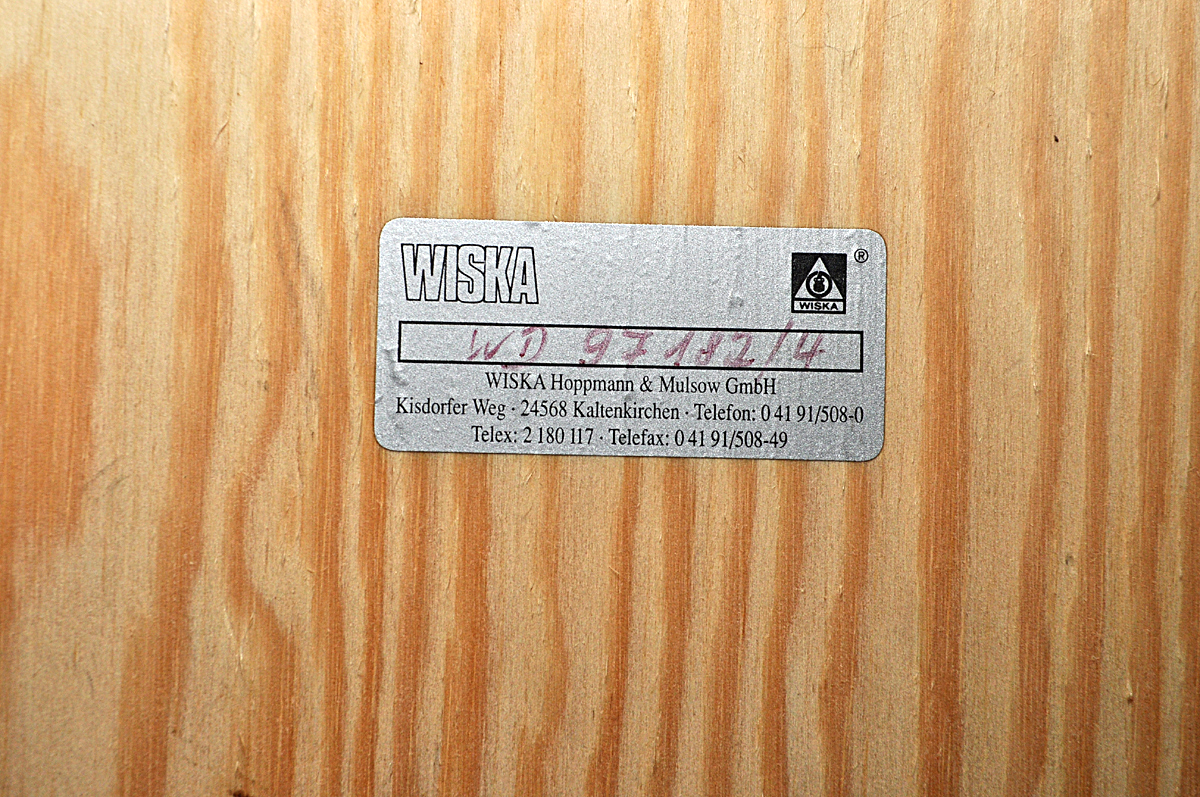 WISKA
®
WISKA
WD 97182/4
WISKA Hoppmann & Mulsow GmbH
Kisdorfer Weg · 24568 Kaltenkirchen · Telefon: 0 41 91/508-0
Telex: 2 180 117 · Telefax: 0 41 91/508-49